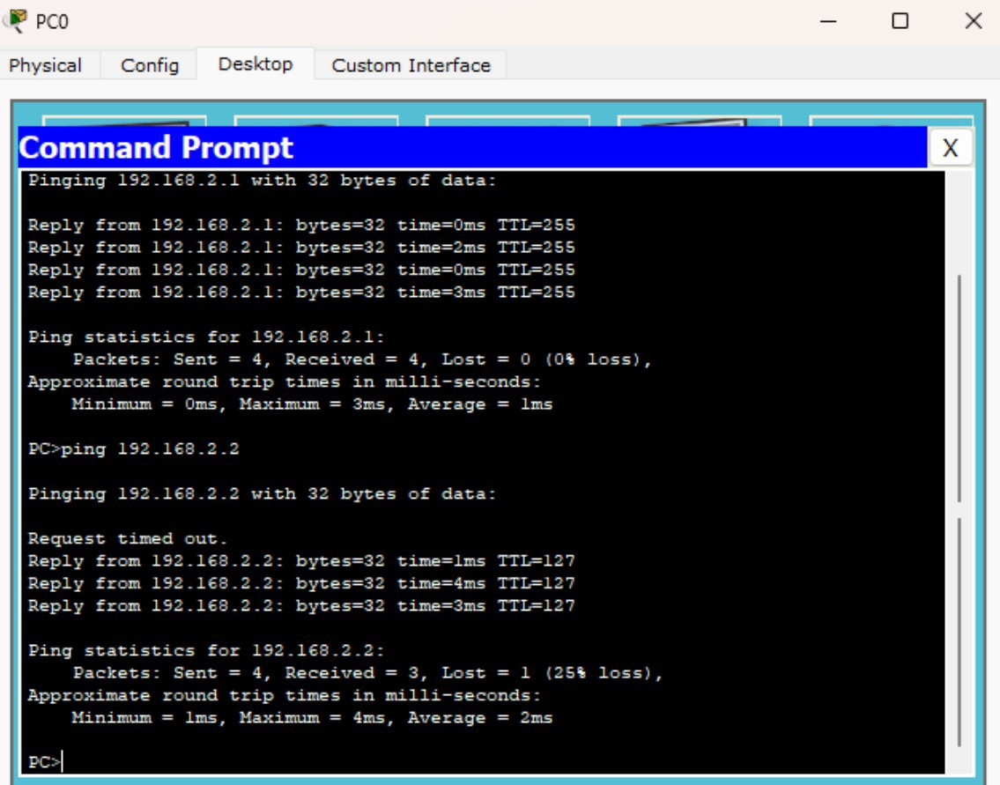 PC0
Physical Config Desktop Custom Interface
Command Prompt X
Pinging 192.168.2.1 with 32 bytes of data:
Reply from 192.168.2.1: bytes=32 time=0ms TTL=255
Reply from 192.168.2.1: bytes=32 time=2ms TTL=255
Reply from 192.168.2.1: bytes=32 time=0ms TTL=255
Reply from 192.168.2.1: bytes=32 time=3ms TTL=255
Ping statistics for 192.168.2.1:
Packets: Sent = 4, Received = 4, Lost = 0 (0% loss),
Approximate round trip times in milli-seconds:
Minimum = 0ms, Maximum = 3ms, Average = 1ms
PC>ping 192.168.2.2
Pinging 192.168.2.2 with 32 bytes of data:
Request timed out.
Reply from 192.168.2.2: bytes=32 time=1ms TTL=127
Reply from 192.168.2.2: bytes=32 time=4ms TTL=127
Reply from 192.168.2.2: bytes=32 time=3ms TTL=127
Ping statistics for 192.168.2.2:
Packets: Sent = 4, Received = 3, Lost = 1 (25% loss),
Approximate round trip times in milli-seconds:
Minimum = 1ms, Maximum = 4ms, Average = 2ms
PC>